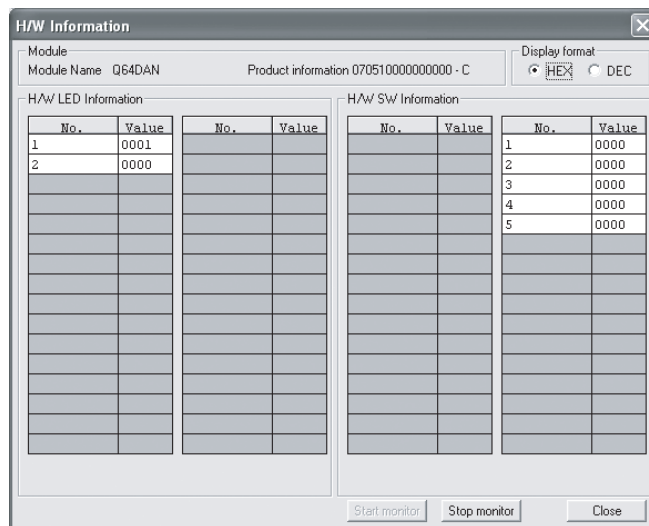 H/W Information
Module
Module Name Q64DAN Product information 070510000000000 - C
Display format
HEX DEC
H/W LED Information
No. Value No. Value
1 0001
2 0000
H/W SW Information
No. Value No. Value
1 0000
2 0000
3 0000
4 0000
5 0000
Start monitor Stop monitor Close